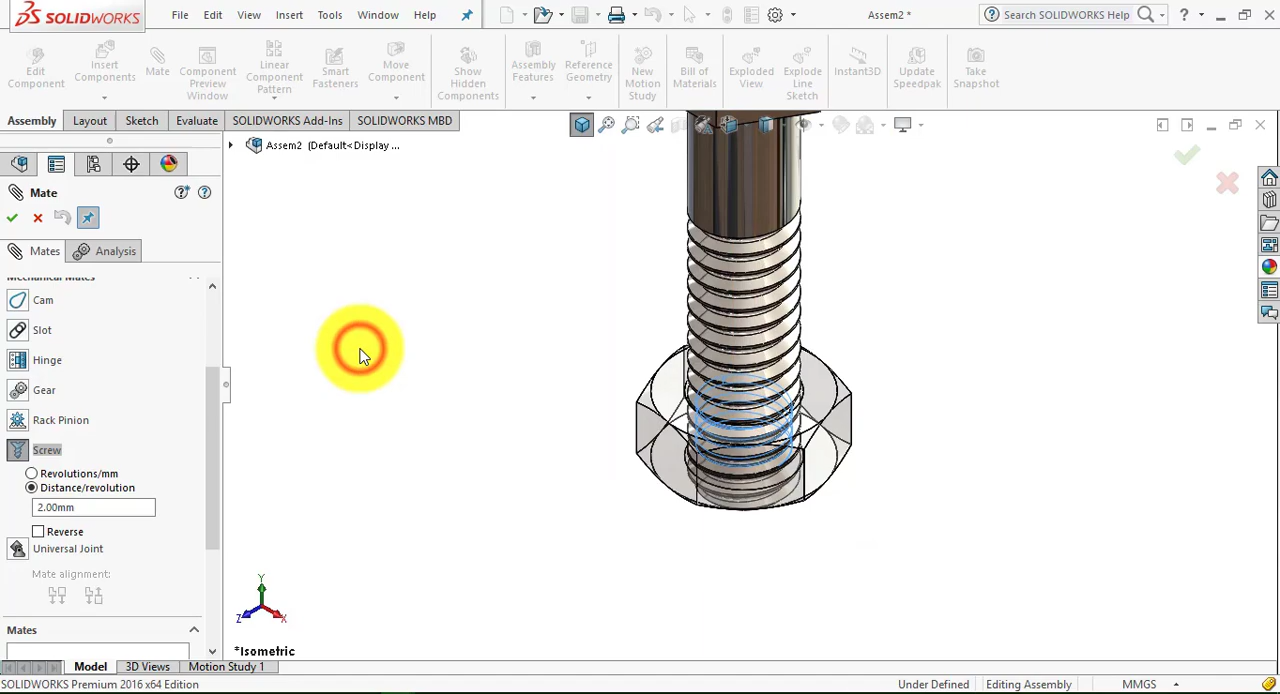 SOLIDWORKS
File Edit View Insert Tools Window Help
Assem2 *
Search SOLIDWORKS Help
?
Edit Component
Insert Components
Mate
Component Preview Window
Linear Component Pattern
Smart Fasteners
Move Component
Show Hidden Components
Assembly Features
Reference Geometry
New Motion Study
Bill of Materials
Exploded View
Explode Line Sketch
Instant3D
Update Speedpak
Take Snapshot
Assembly Layout Sketch Evaluate SOLIDWORKS Add-Ins SOLIDWORKS MBD
Assem2 (Default<Display ...
Mate
Mates Analysis
Mechanical Mates
Cam
Slot
Hinge
Gear
Rack Pinion
Screw
Revolutions/mm
Distance/revolution
2.00mm
Reverse
Universal Joint
Mate alignment:
Mates
Y
Z
X
*Isometric
Model 3D Views Motion Study 1
SOLIDWORKS Premium 2016 x64 Edition
Under Defined Editing Assembly MMGS